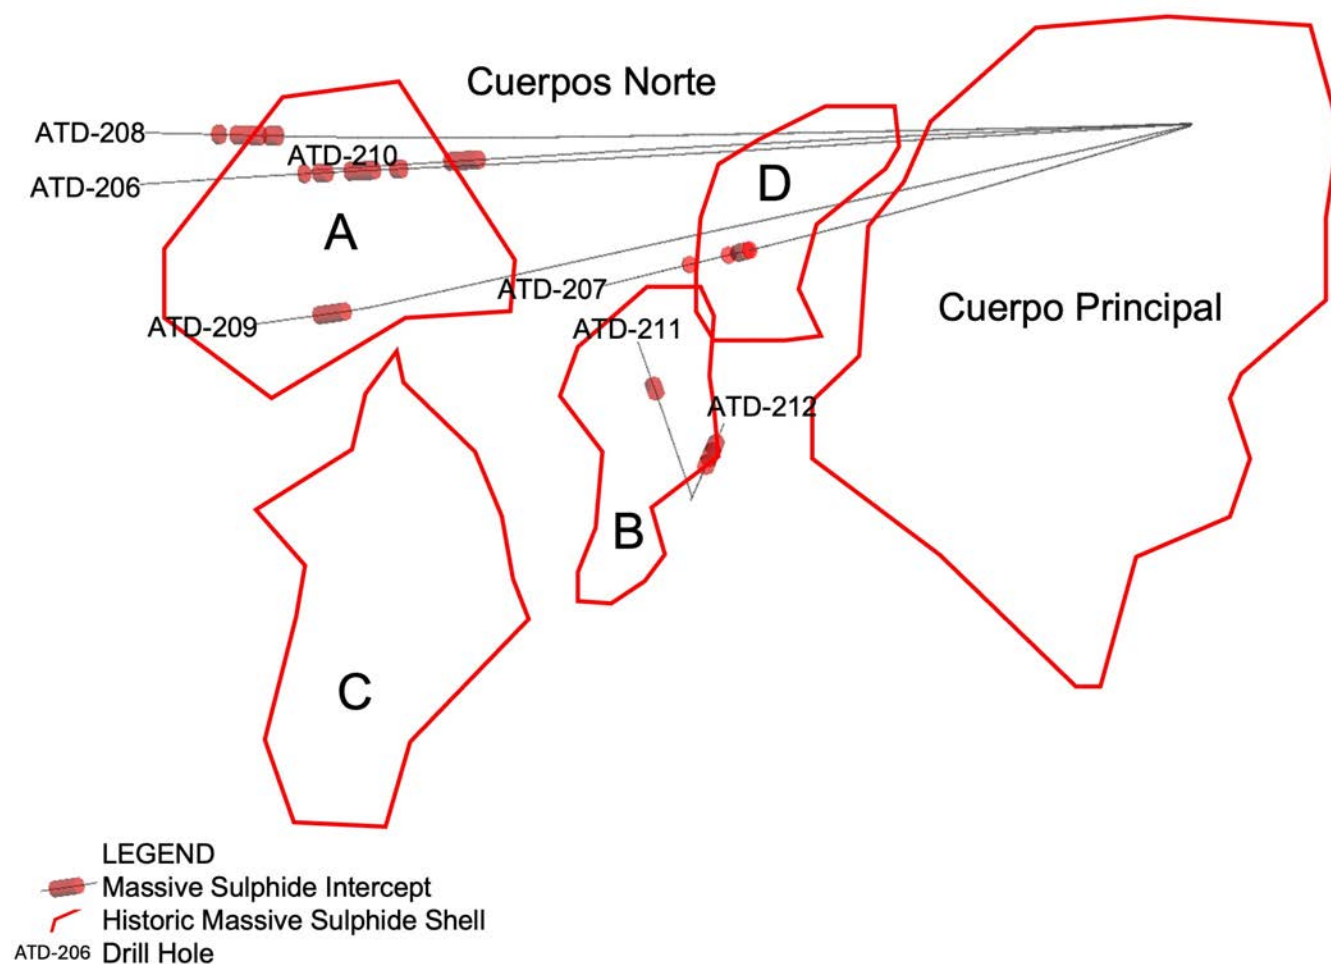 Cuerpos Norte
ATD-208
ATD-210
ATD-206
D
A
ATD-207
Cuerpo Principal
ATD-209
ATD-211
ATD-212
B
C
LEGEND
Massive Sulphide Intercept
Historic Massive Sulphide Shell
ATD-206 Drill Hole